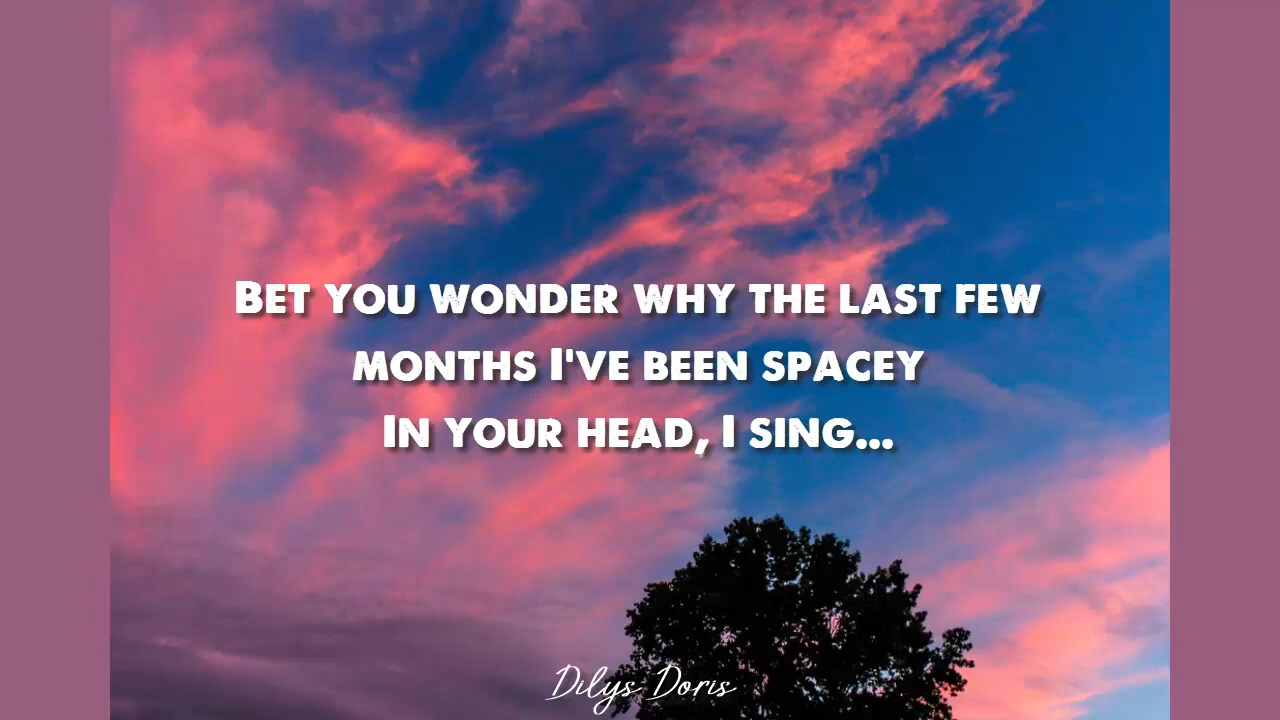 Bet you wonder why the last few
months I've been spacey
In your head, I sing...
Dilys Doris